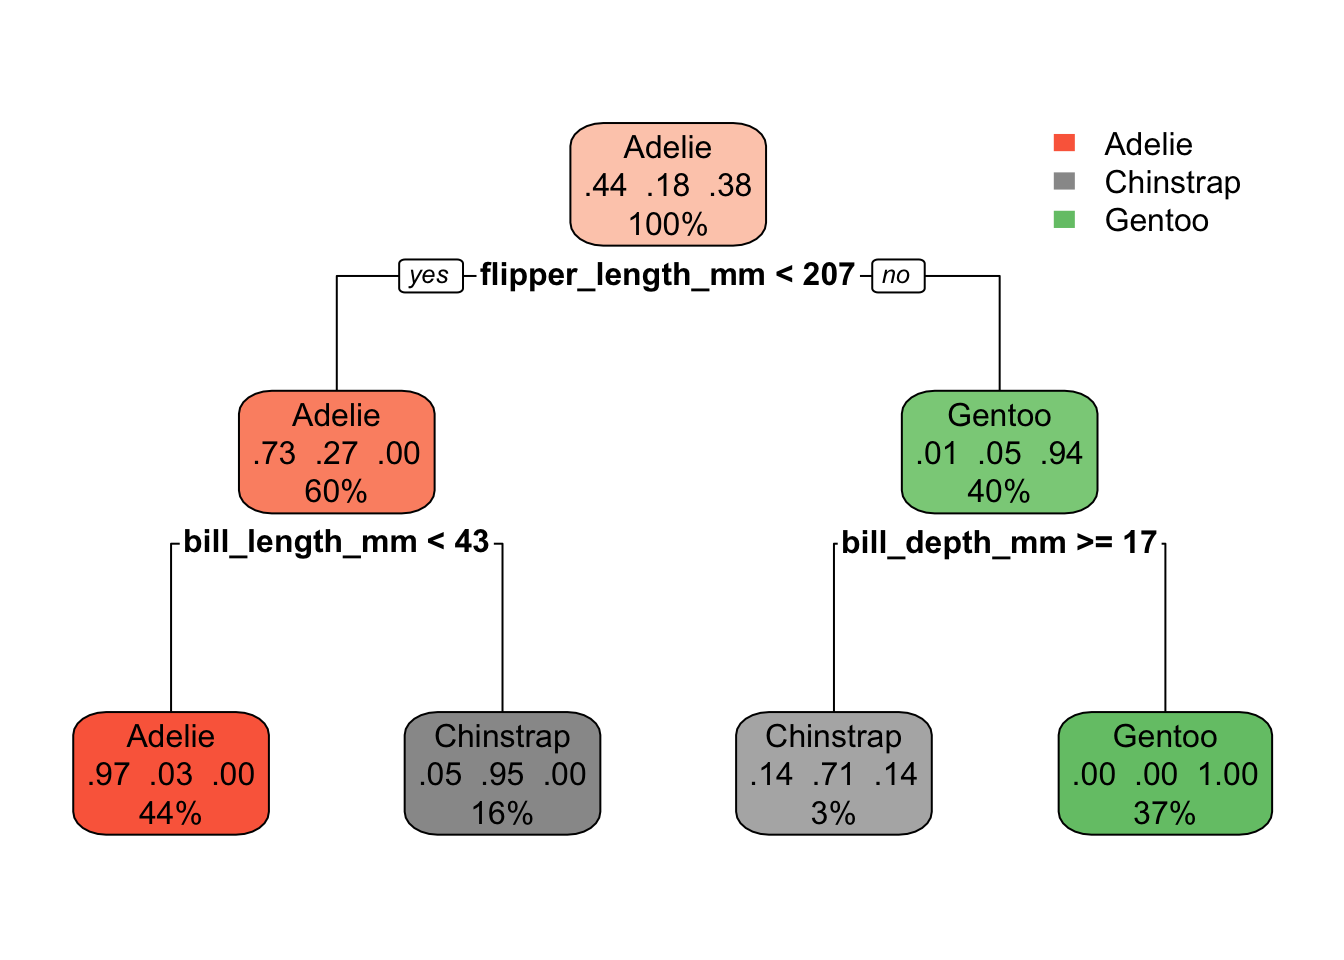 Adelie
.44 .18 .38
100%
Adelie
Chinstrap
Gentoo
yes flipper_length_mm < 207 no
Adelie
.73 .27 .00
60%
Gentoo
.01 .05 .94
40%
bill_length_mm < 43
bill_depth_mm >= 17
Adelie
.97 .03 .00
44%
Chinstrap
.05 .95 .00
16%
Chinstrap
.14 .71 .14
3%
Gentoo
.00 .00 1.00
37%